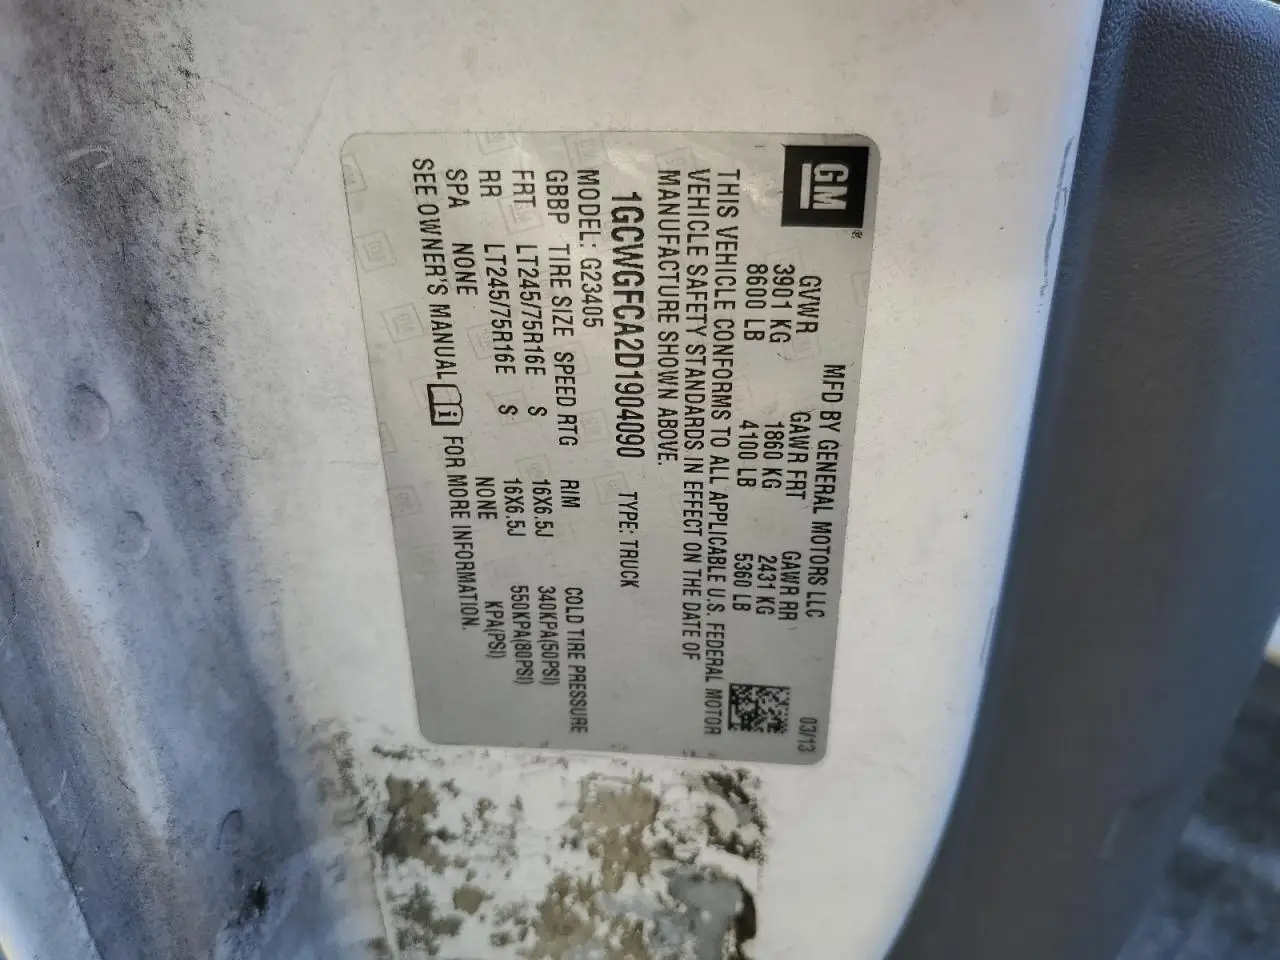 GM®
MFD BY GENERAL MOTORS LLC 03/13
GVWR GAWR FRT GAWR RR
3901 KG 1860 KG 2431 KG
8600 LB 4100 LB 5360 LB
THIS VEHICLE CONFORMS TO ALL APPLICABLE U.S. FEDERAL MOTOR
VEHICLE SAFETY STANDARDS IN EFFECT ON THE DATE OF
MANUFACTURE SHOWN ABOVE.
1GCWGFCA2D1904090 TYPE: TRUCK
MODEL: G23405
GBBP TIRE SIZE SPEED RTG RIM COLD TIRE PRESSURE
FRT LT245/75R16E S 16X6.5J 340KPA(50PSI)
RR LT245/75R16E S 16X6.5J 550KPA(80PSI)
SPA NONE NONE KPA(PSI)
SEE OWNER'S MANUAL i FOR MORE INFORMATION.